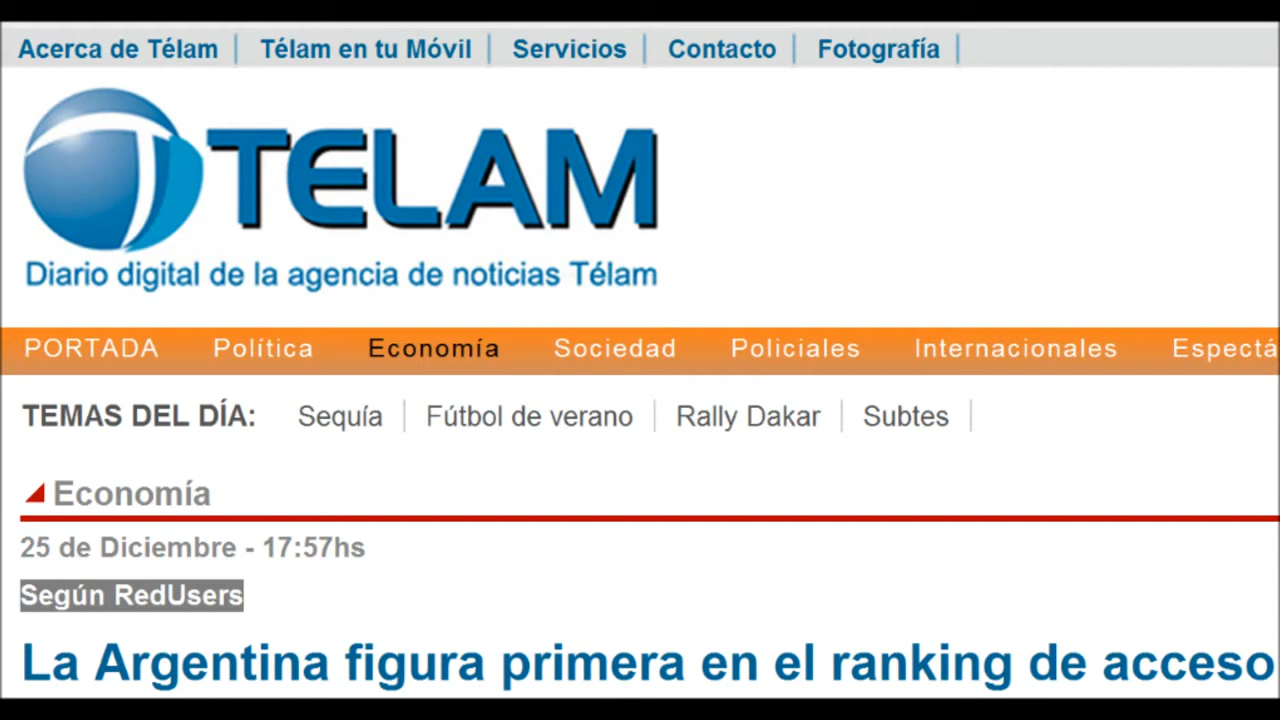 Acerca de Télam | Télam en tu Móvil | Servicios | Contacto | Fotografía |
TELAM
Diario digital de la agencia de noticias Télam
PORTADA Política Economía Sociedad Policiales Internacionales Espectá
TEMAS DEL DÍA: Sequía | Fútbol de verano | Rally Dakar | Subtes |
Economía
25 de Diciembre - 17:57hs
Según RedUsers
La Argentina figura primera en el ranking de acceso